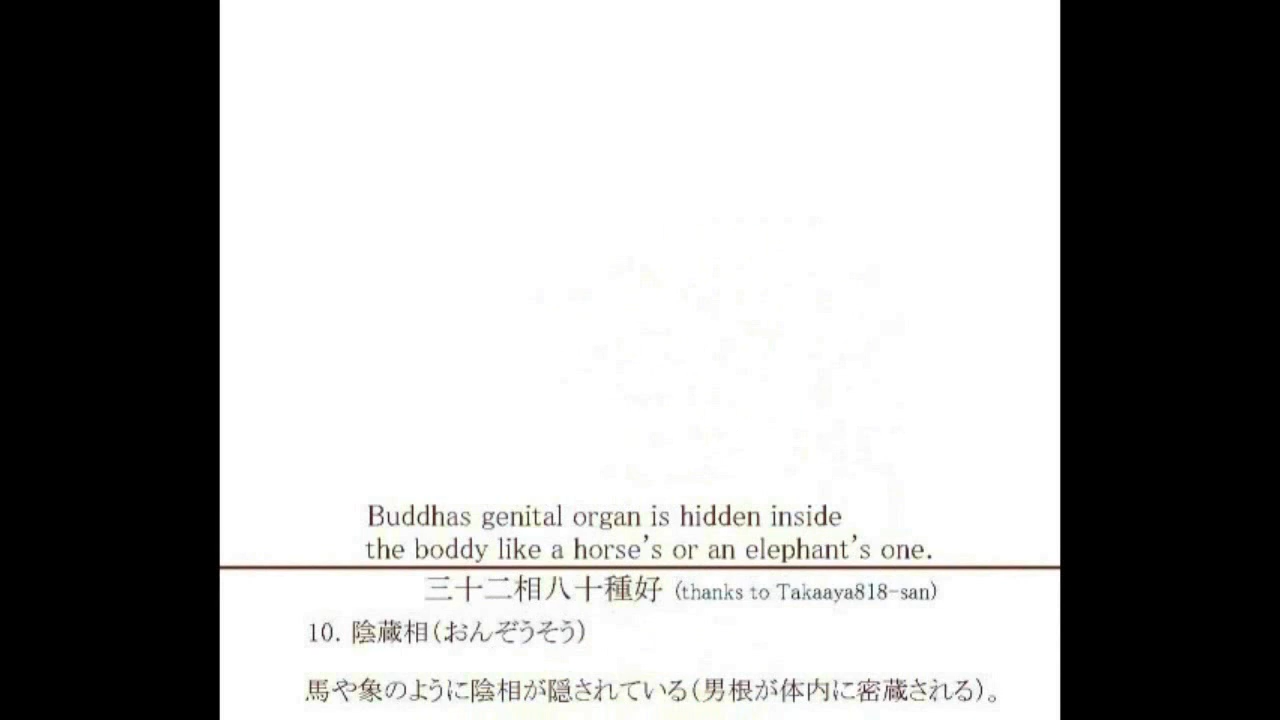 Buddhas genital organ is hidden inside
the boddy like a horse's or an elephant's one.
三十二相八十種好 (thanks to Takaaya818-san)
10. 陰蔵相(おんぞうそう)
馬や象のように陰相が隠されている(男根が体内に密蔵される)。